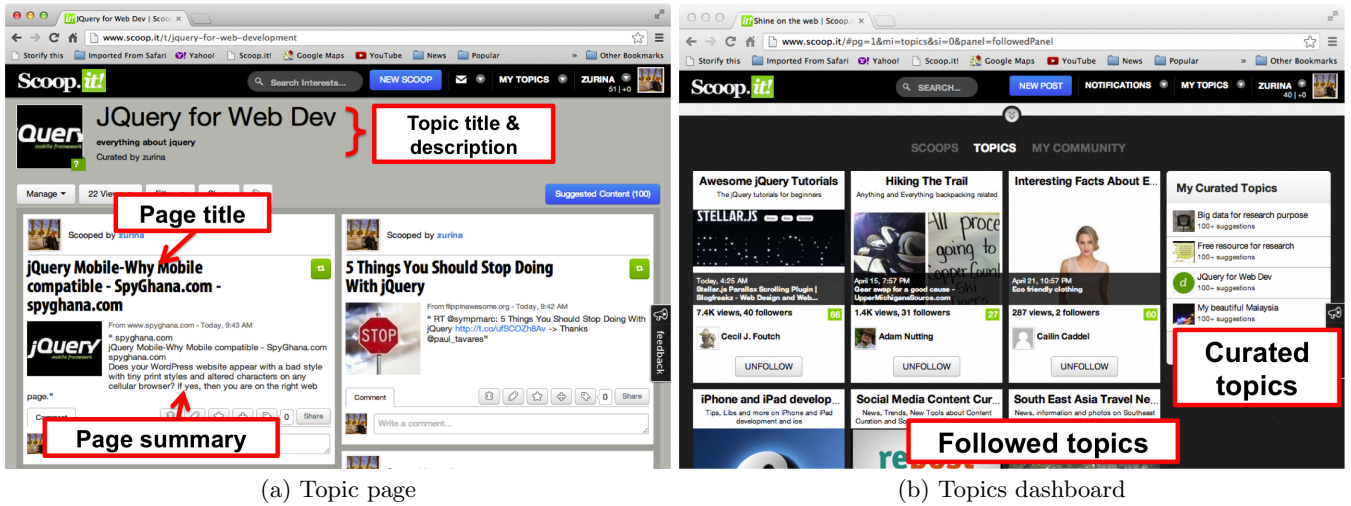 jQuery for Web Dev | Scoop
www.scoop.it/t/jquery-for-web-development
Storify this Imported From Safari Yahoo! Scoop.it! Google Maps YouTube News Popular » Other Bookmarks
Scoop.it! Search Interests... NEW SCOOP MY TOPICS ZURINA
51 | +0
jQuery
mobile framework
?
JQuery for Web Dev
everything about jquery
Curated by zurina
Topic title &
description
Manage 22 Views Suggested Content (100)
Page title
Scooped by zurina
jQuery Mobile-Why Mobile
compatible - SpyGhana.com -
spyghana.com
From www.spyghana.com - Today, 9:43 AM
jQuery
" spyghana.com
jQuery Mobile-Why Mobile compatible - SpyGhana.com
spyghana.com
Does your WordPress website appear with a bad style
with tiny print styles and altered characters on any
cellular browser? If yes, then you are on the right web
page."
Comment 0 Share
Page summary
Scooped by zurina
5 Things You Should Stop Doing
With jQuery
STOP
From flippinawesome.org - Today, 9:42 AM
" RT @sympmarc: 5 Things You Should Stop Doing With
jQuery http://t.co/ufSCOZh8Av -> Thanks
@paul_tavares"
Comment 0 Share
Write a comment...
feedback
(a) Topic page
Shine on the web | Scoop.
www.scoop.it/#pg=1&mi=topics&si=0&panel=followedPanel
Storify this Imported From Safari Yahoo! Scoop.it! Google Maps YouTube News Popular » Other Bookmarks
Scoop.it! SEARCH... NEW POST NOTIFICATIONS MY TOPICS ZURINA
40 | +0
SCOOPS TOPICS MY COMMUNITY
Awesome jQuery Tutorials
The jQuery tutorials for beginners
STELLAR.JS
Today, 4:25 AM
Stellar.js Parallax Scrolling Plugin |
Blogfreakz - Web Design and Web...
7.4K views, 40 followers 66
Cecil J. Foutch
UNFOLLOW
Hiking The Trail
Anything and Everything backpacking related
All proce
going to
Copper Coun
Ski
April 15, 7:57 PM
Gear swap for a good cause -
UpperMichigansSource.com
1.4K views, 31 followers 27
Adam Nutting
UNFOLLOW
Interesting Facts About E...
April 21, 10:57 PM
Eco friendly clothing
287 views, 2 followers 60
Cailin Caddel
UNFOLLOW
My Curated Topics
Big data for research purpose
100+ suggestions
Free resource for research
100+ suggestions
d
JQuery for Web Dev
100+ suggestions
My beautiful Malaysia
100+ suggestions
Curated
topics
iPhone and iPad develop...
Tips, Libs and more on iPhone and iPad
development and ios
Social Media Content Cur...
News, Trends, New Tools about Content
Curation and
South East Asia Travel Ne...
News, information and photos on Southeast
Followed topics
(b) Topics dashboard